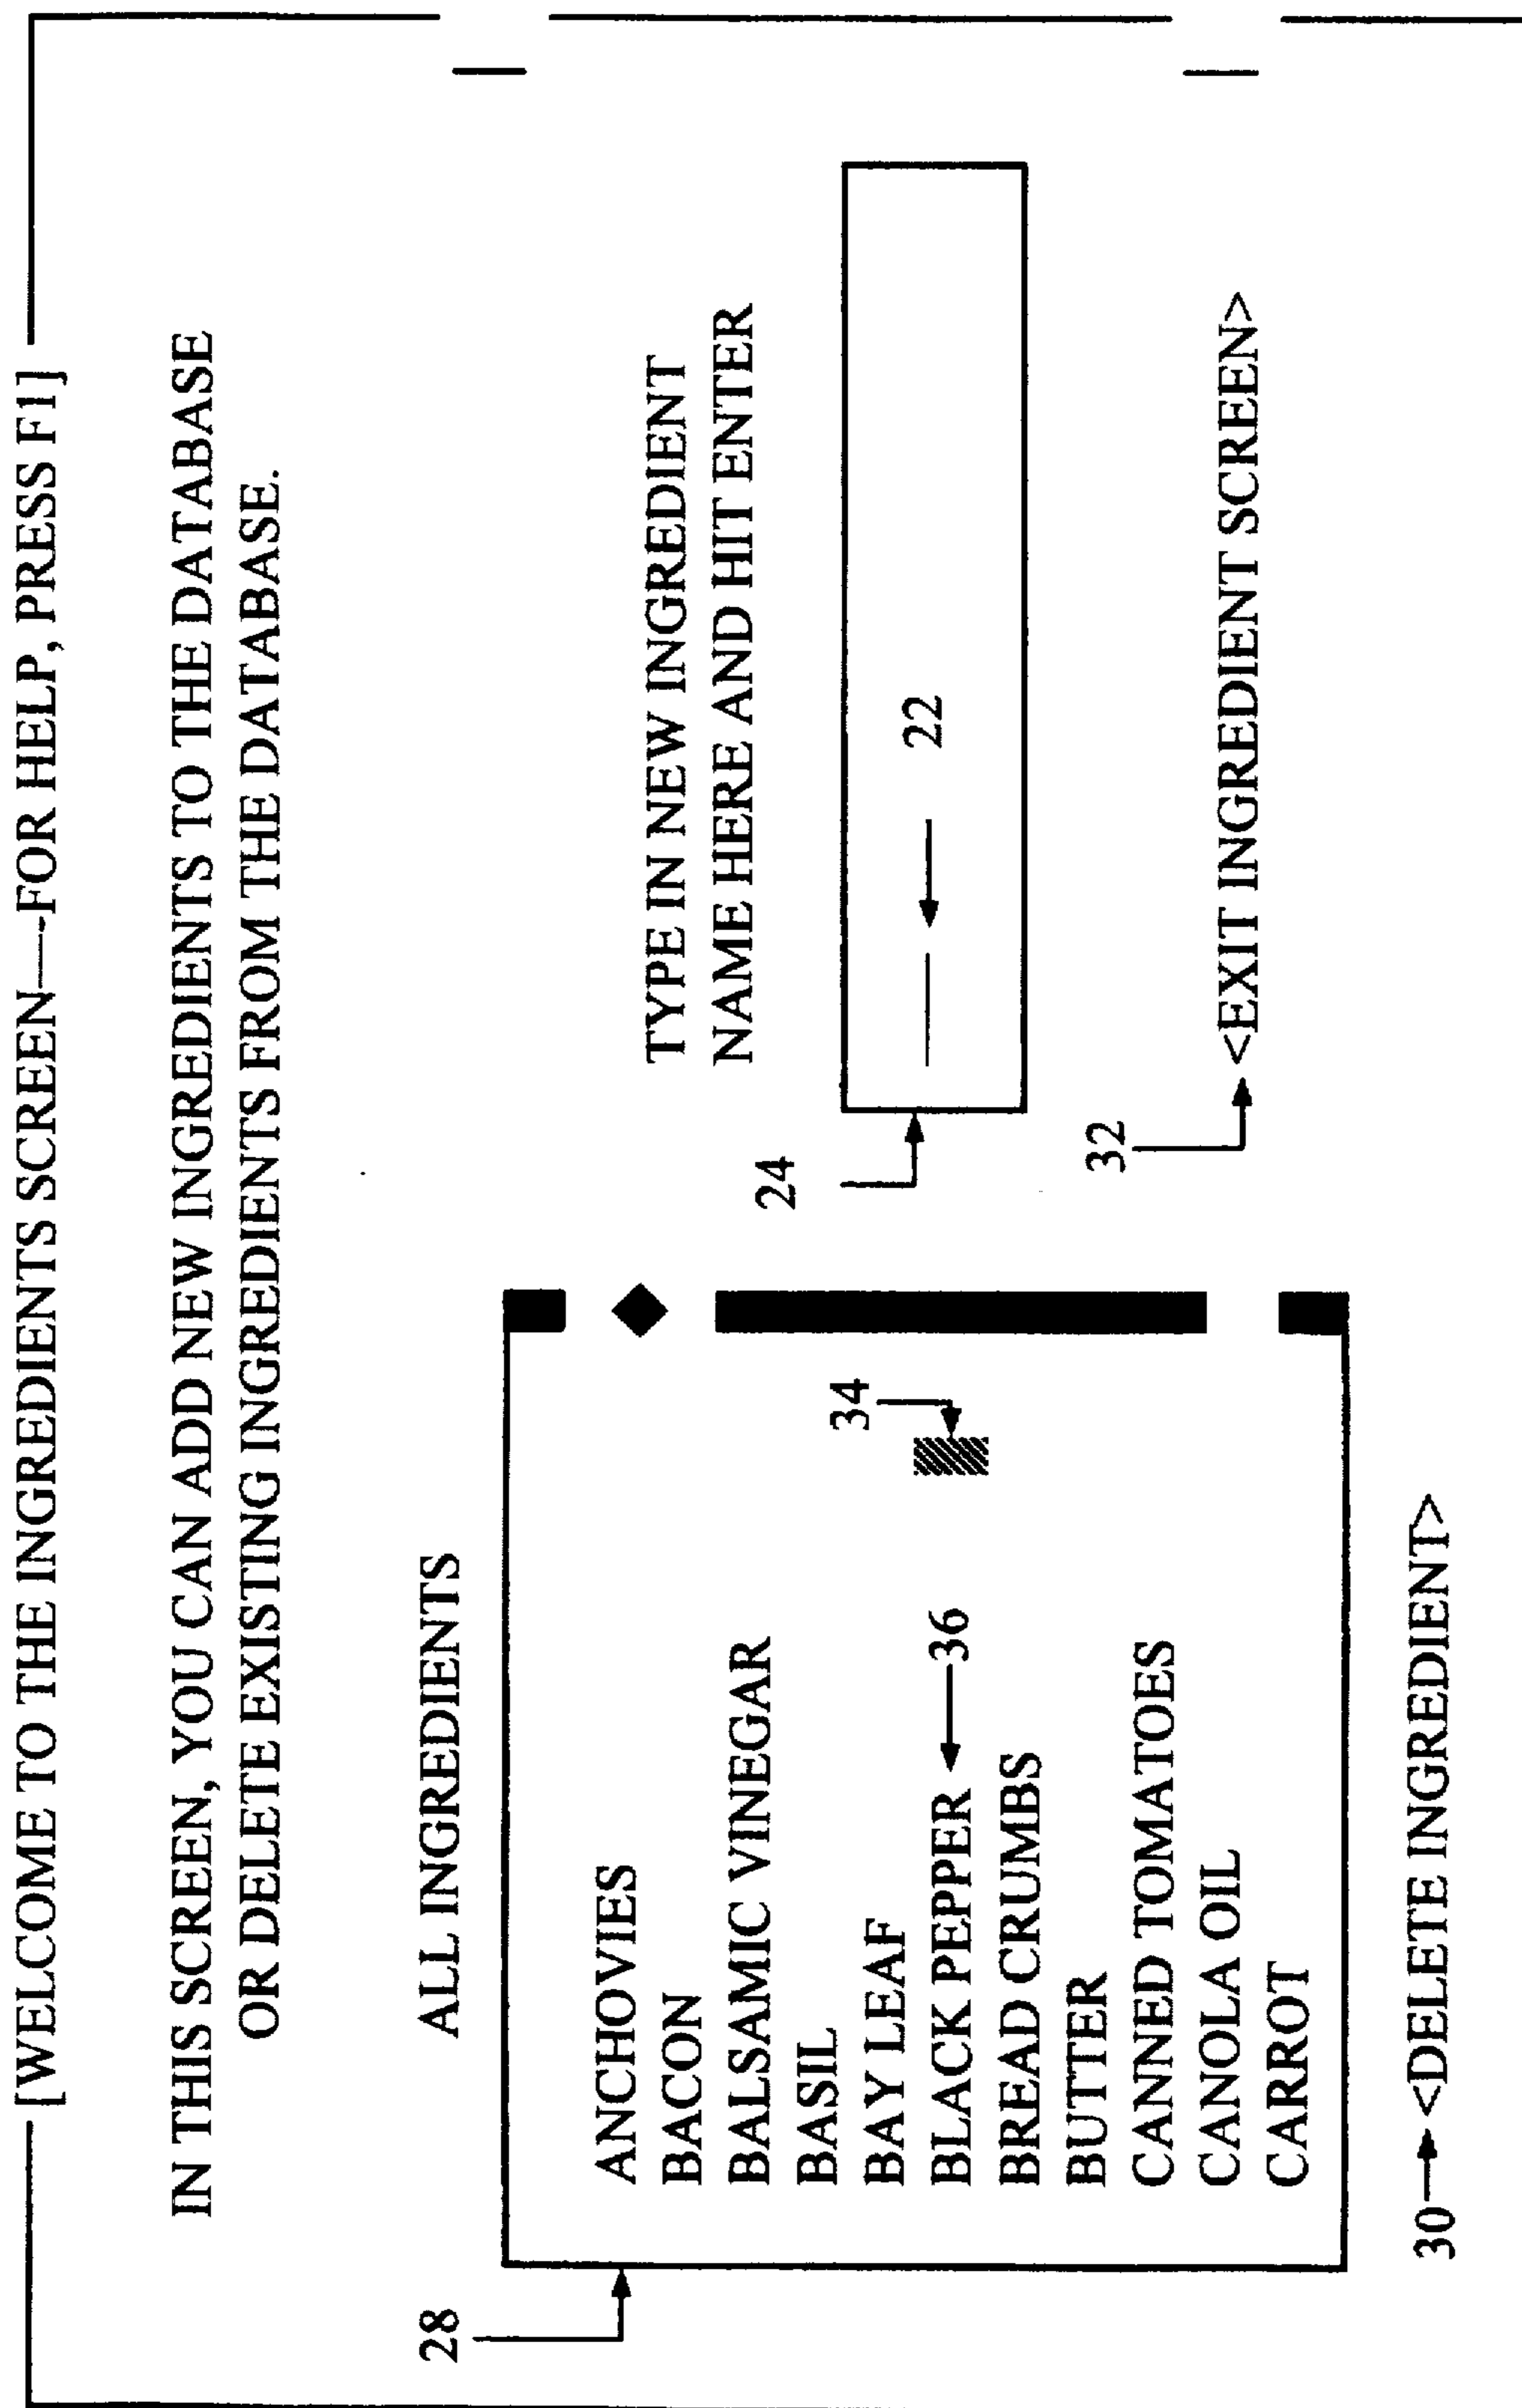 [WELCOME TO THE INGREDIENTS SCREEN—FOR HELP, PRESS F1]
IN THIS SCREEN, YOU CAN ADD NEW INGREDIENTS TO THE DATABASE
OR DELETE EXISTING INGREDIENTS FROM THE DATABASE.
28
ALL INGREDIENTS
ANCHOVIES
BACON
BALSAMIC VINEGAR
BASIL
BAY LEAF
BLACK PEPPER 36
34
BREAD CRUMBS
BUTTER
CANNED TOMATOES
CANOLA OIL
CARROT
30 <DELETE INGREDIENT>
TYPE IN NEW INGREDIENT
NAME HERE AND HIT ENTER
24
22
32
<EXIT INGREDIENT SCREEN>